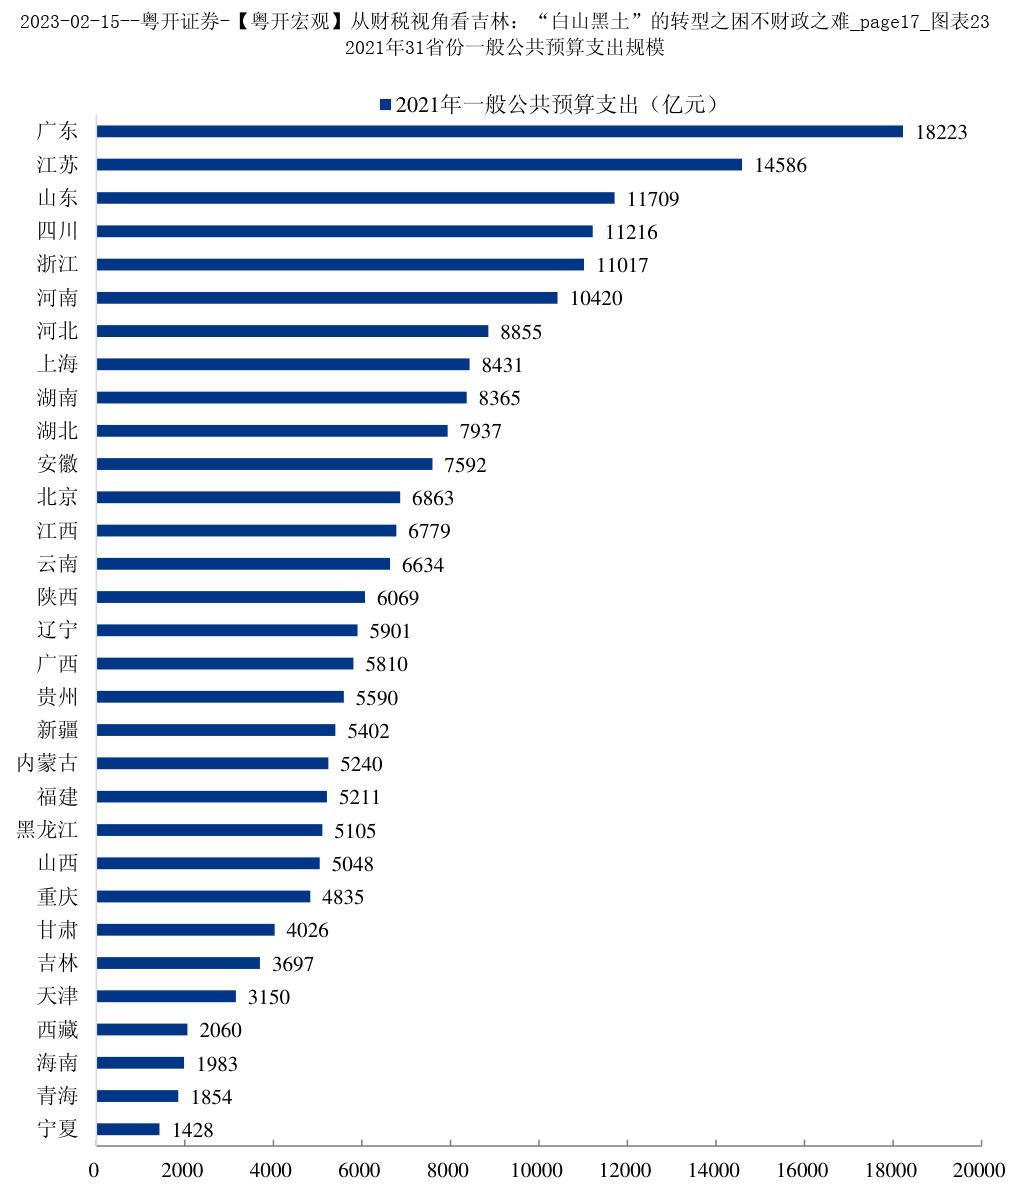 2023-02-15--粤开证券-【粤开宏观】从财税视角看吉林：“白山黑土”的转型之困不财政之难_page17_图表23
2021年31省份一般公共预算支出规模
2021年一般公共预算支出（亿元）
广东 18223
江苏 14586
山东 11709
四川 11216
浙江 11017
河南 10420
河北 8855
上海 8431
湖南 8365
湖北 7937
安徽 7592
北京 6863
江西 6779
云南 6634
陕西 6069
辽宁 5901
广西 5810
贵州 5590
新疆 5402
内蒙古 5240
福建 5211
黑龙江 5105
山西 5048
重庆 4835
甘肃 4026
吉林 3697
天津 3150
西藏 2060
海南 1983
青海 1854
宁夏 1428
0 2000 4000 6000 8000 10000 12000 14000 16000 18000 20000